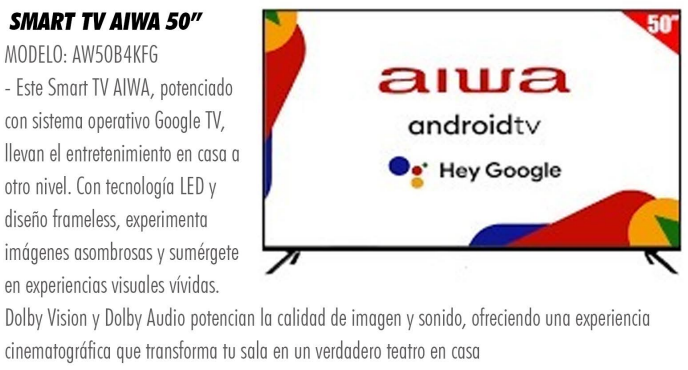 SMART TV AIWA 50”
MODELO: AW50B4KFG
- Este Smart TV AIWA, potenciado
con sistema operativo Google TV,
llevan el entretenimiento en casa a
otro nivel. Con tecnología LED y
diseño frameless, experimenta
imágenes asombrosas y sumérgete
en experiencias visuales vívidas.
Dolby Vision y Dolby Audio potencian la calidad de imagen y sonido, ofreciendo una experiencia
cinematográfica que transforma tu sala en un verdadero teatro en casa
50"
aiwa
androidtv
Hey Google